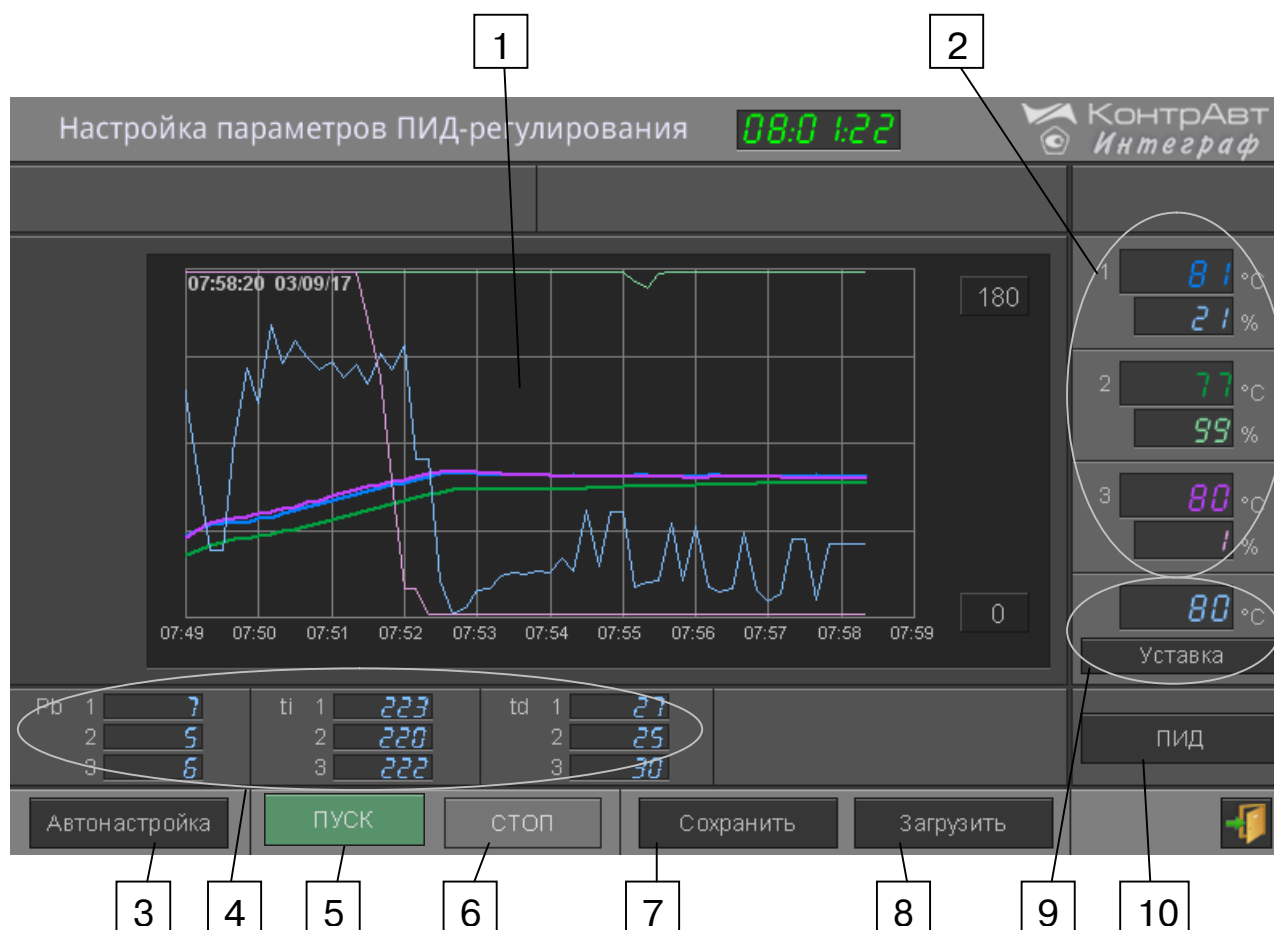 1
2
Настройка параметров ПИД-регулирования
08:01:22
КонтрАвт
Интеграф
07:58:20 03/09/17
180
0
07:49 07:50 07:51 07:52 07:53 07:54 07:55 07:56 07:57 07:58 07:59
1 81 °C
21 %
2 77 °C
99 %
3 80 °C
1 %
80 °C
Уставка
Pb 1 7 ti 1 223 td 1 27
2 5 2 220 2 25
3 6 3 222 3 30
ПИД
Автонастройка ПУСК СТОП Сохранить Загрузить
3 4 5 6 7 8 9 10